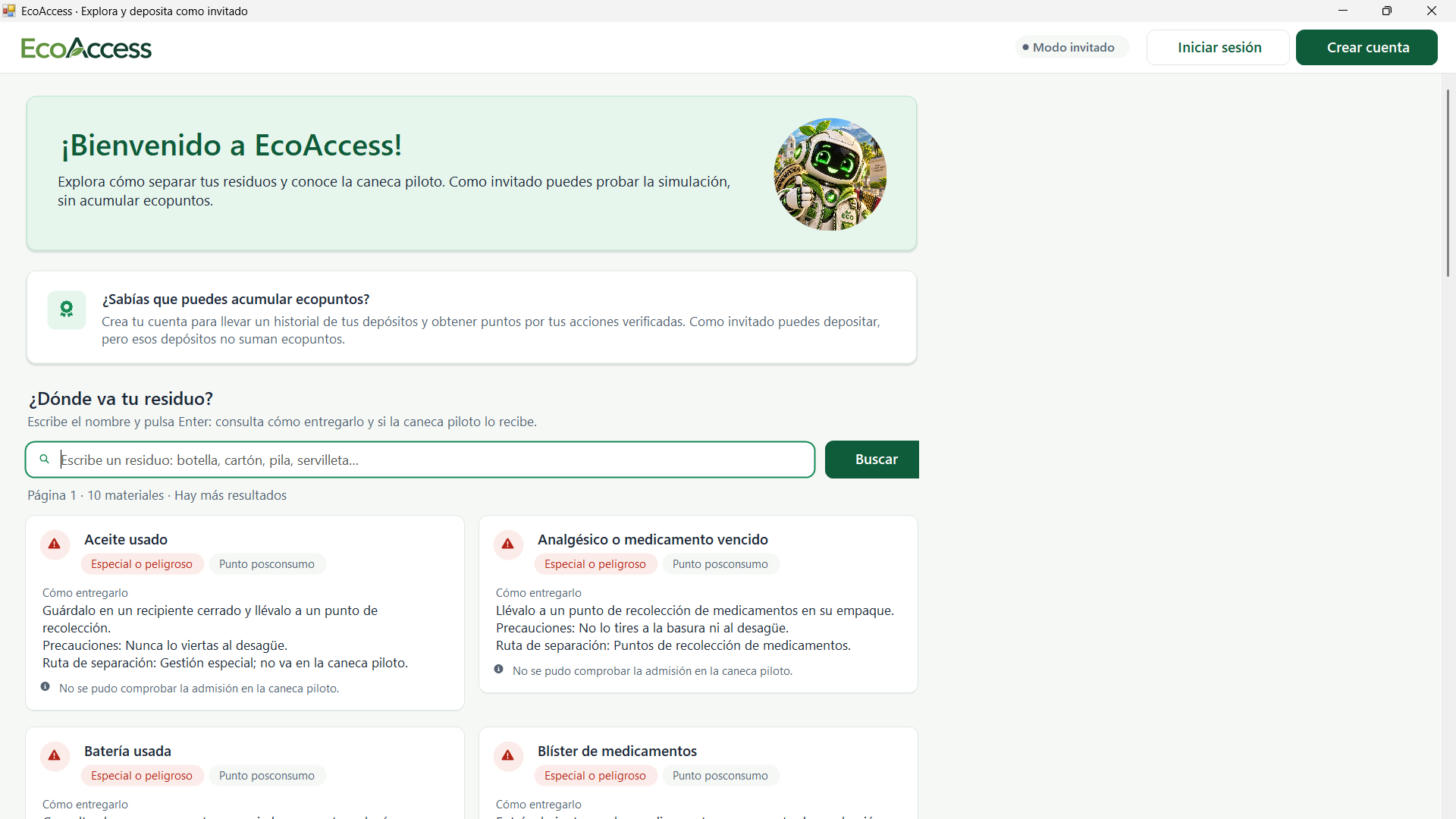 EcoAccess · Explora y deposita como invitado
EcoAccess
Modo invitado
Iniciar sesión
Crear cuenta
¡Bienvenido a EcoAccess!
Explora cómo separar tus residuos y conoce la caneca piloto. Como invitado puedes probar la simulación,
sin acumular ecopuntos.
ECO
¿Sabías que puedes acumular ecopuntos?
Crea tu cuenta para llevar un historial de tus depósitos y obtener puntos por tus acciones verificadas. Como invitado puedes depositar,
pero esos depósitos no suman ecopuntos.
¿Dónde va tu residuo?
Escribe el nombre y pulsa Enter: consulta cómo entregarlo y si la caneca piloto lo recibe.
Escribe un residuo: botella, cartón, pila, servilleta...
Buscar
Página 1 · 10 materiales · Hay más resultados
Aceite usado
Especial o peligroso
Punto posconsumo
Cómo entregarlo
Guárdalo en un recipiente cerrado y llévalo a un punto de
recolección.
Precauciones: Nunca lo viertas al desagüe.
Ruta de separación: Gestión especial; no va en la caneca piloto.
No se pudo comprobar la admisión en la caneca piloto.
Analgésico o medicamento vencido
Especial o peligroso
Punto posconsumo
Cómo entregarlo
Llévalo a un punto de recolección de medicamentos en su empaque.
Precauciones: No lo tires a la basura ni al desagüe.
Ruta de separación: Puntos de recolección de medicamentos.
No se pudo comprobar la admisión en la caneca piloto.
Batería usada
Especial o peligroso
Punto posconsumo
Cómo entregarlo
Blíster de medicamentos
Especial o peligroso
Punto posconsumo
Cómo entregarlo